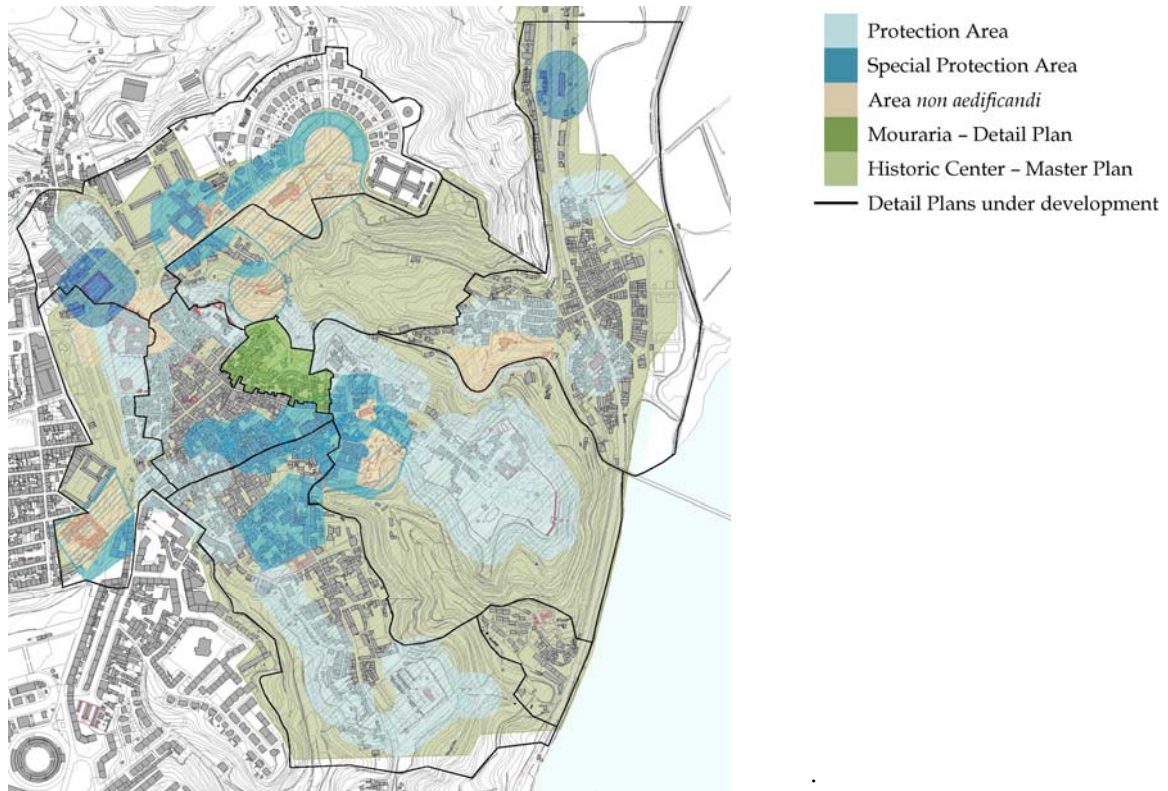 Protection Area
Special Protection Area
Area non aedificandi
Mouraria – Detail Plan
Historic Center – Master Plan
Detail Plans under development
.